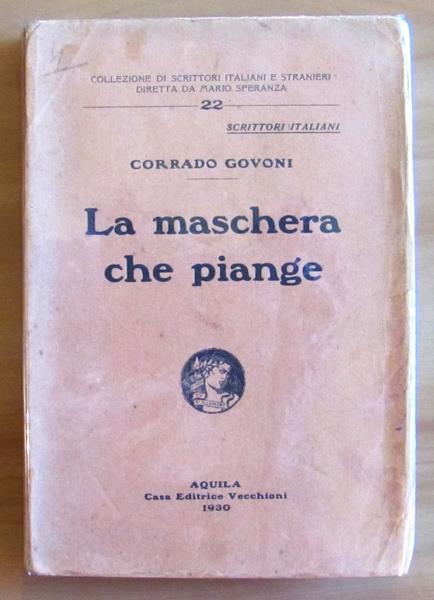 COLLEZIONE DI SCRITTORI ITALIANI E STRANIERI
DIRETTA DA MARIO SPERANZA
22
SCRITTORI ITALIANI
CORRADO GOVONI
La maschera
che piange
AQUILA
Casa Editrice Vecchioni
1930